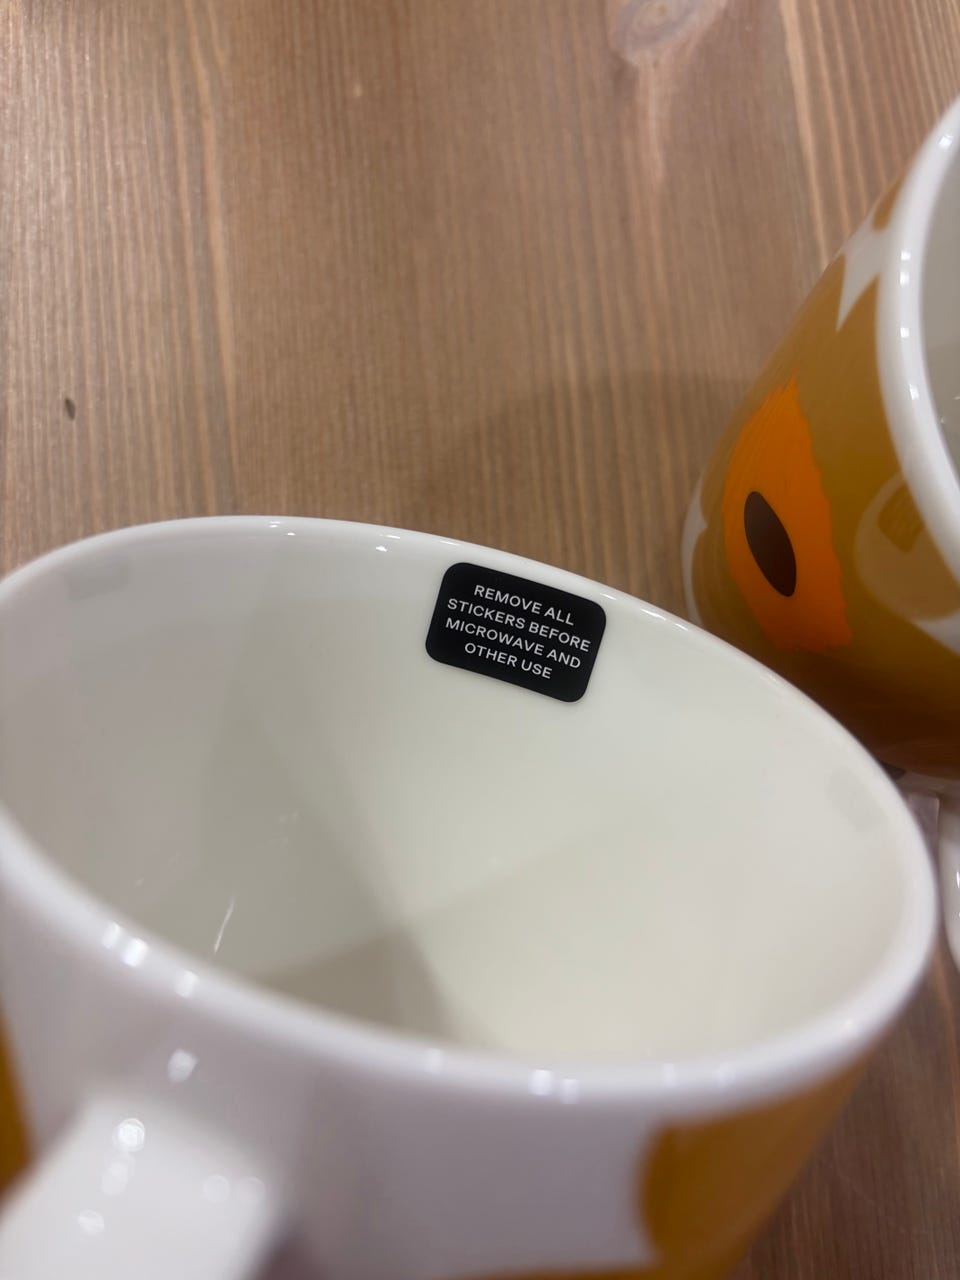 REMOVE ALL
STICKERS BEFORE
MICROWAVE AND
OTHER USE